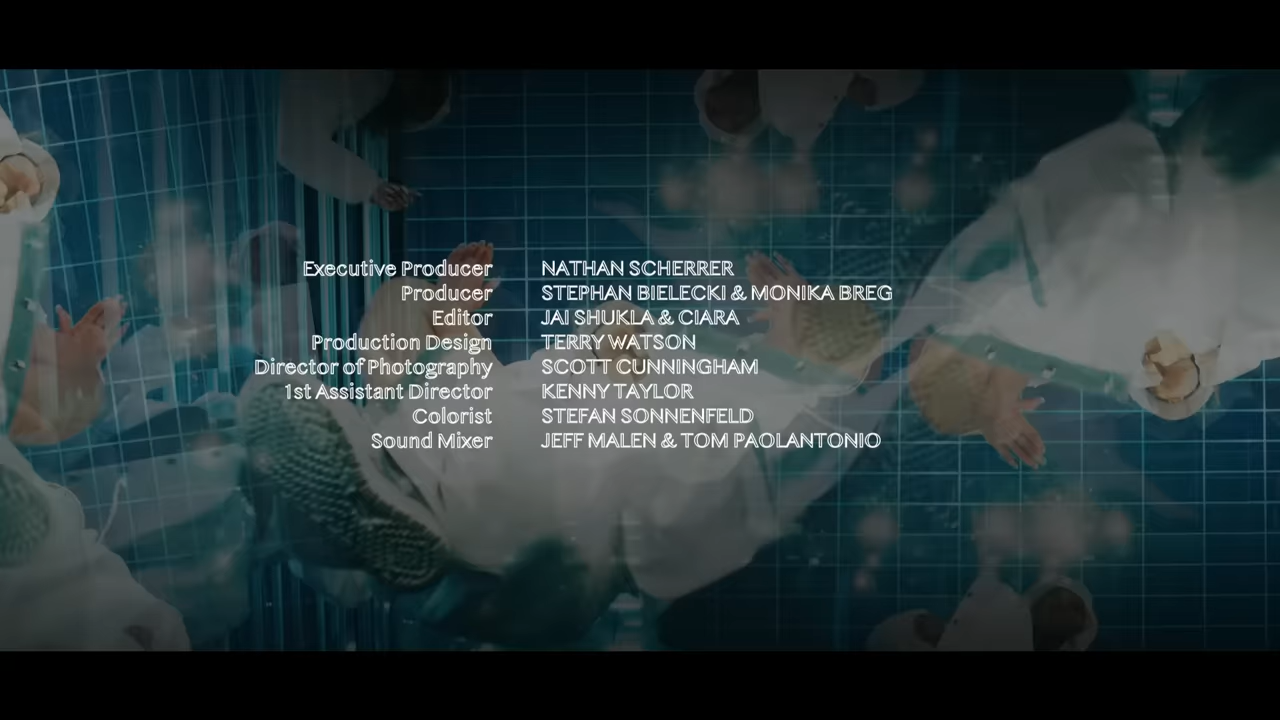 Executive Producer NATHAN SCHERRER
Producer STEPHAN BIELECKI & MONIKA BREG
Editor JAI SHUKLA & CIARA
Production Design TERRY WATSON
Director of Photography SCOTT CUNNINGHAM
1st Assistant Director KENNY TAYLOR
Colorist STEFAN SONNENFELD
Sound Mixer JEFF MALEN & TOM PAOLANTONIO